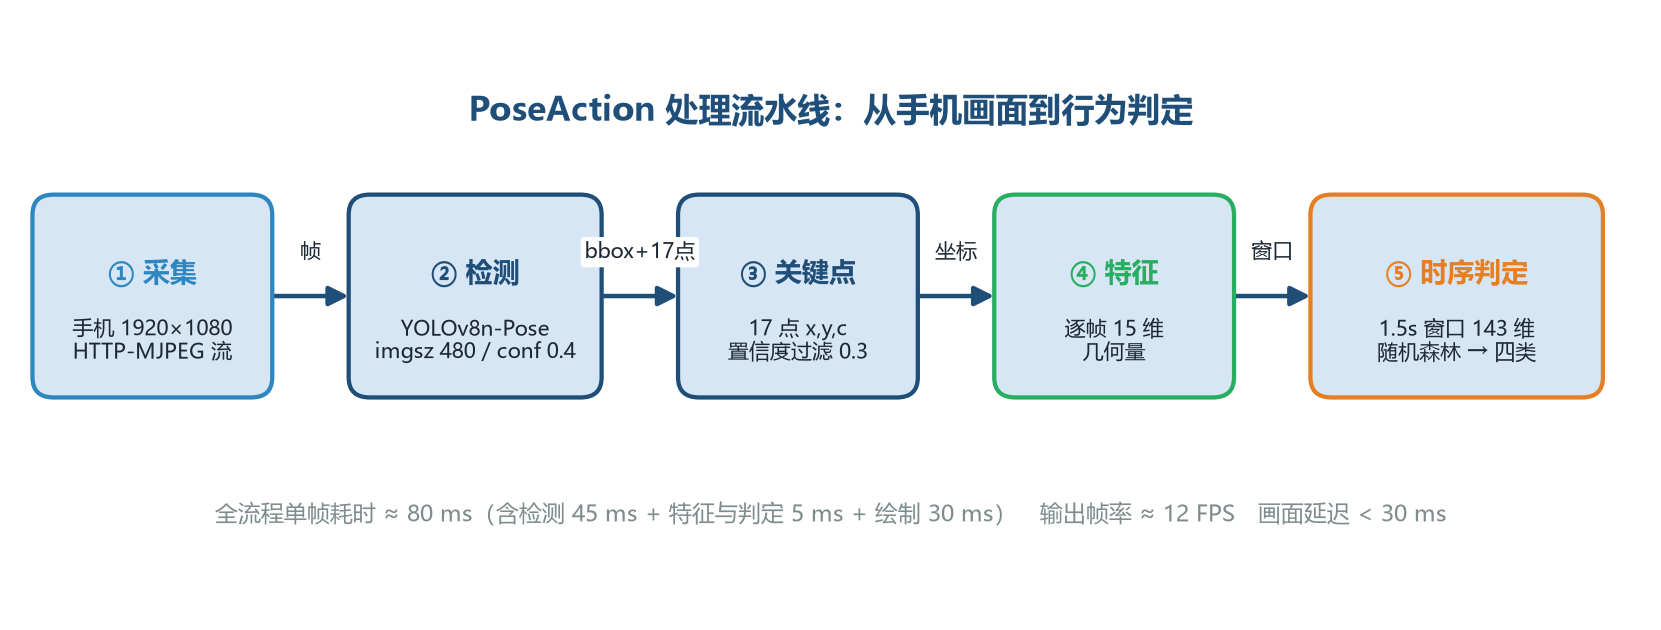 PoseAction 处理流水线：从手机画面到行为判定
① 采集
手机 1920×1080
HTTP-MJPEG 流
帧
② 检测
YOLOv8n-Pose
imgsz 480 / conf 0.4
bbox+17点
③ 关键点
17 点 x,y,c
置信度过滤 0.3
坐标
④ 特征
逐帧 15 维
几何量
窗口
⑤ 时序判定
1.5s 窗口 143 维
随机森林 → 四类
全流程单帧耗时 ≈ 80 ms（含检测 45 ms + 特征与判定 5 ms + 绘制 30 ms） 输出帧率 ≈ 12 FPS 画面延迟 < 30 ms